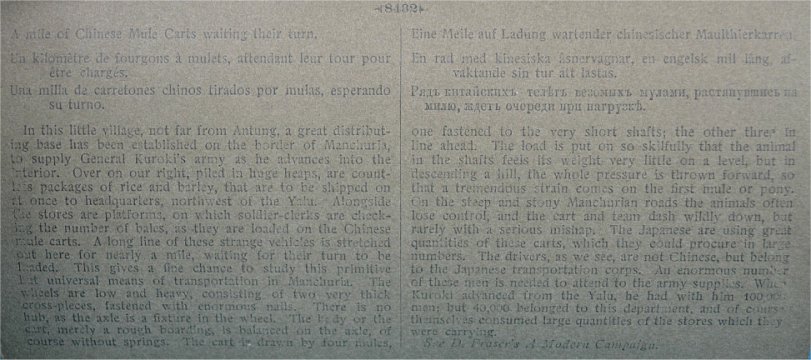 8432
A mile of Chinese Mule Carts waiting their turn.
Un kilomètre de fourgons à mulets, attendant leur tour pour
être chargés.
Una milla de carretones chinos tirados por mulas, esperando
su turno.
In this little village, not far from Antung, a great distribut-
ing base has been established on the border of Manchuria,
to supply General Kuroki's army as he advances into the
interior. Over on our right, piled in huge heaps, are count-
less packages of rice and barley, that are to be shipped on
at once to headquarters, northwest of the Yalu. Alongside
the stores are platforms, on which soldier-clerks are check-
ing the number of bales, as they are loaded on the Chinese
mule carts. A long line of these strange vehicles is stretched
out here for nearly a mile, waiting for their turn to be
loaded. This gives a fine chance to study this primitive
but universal means of transportation in Manchuria. The
wheels are low and heavy, consisting of two very thick
cross-pieces, fastened with enormous nails. There is no
hub, as the axle is a fixture in the wheel. The body or the
cart, merely a rough boarding, is balanced on the axle, of
course without springs. The cart is drawn by four mules,
Eine Meile auf Ladung wartender chinesischer Maulthierkarren.
En rad med kinesiska åsnervagnar, en engelsk mil lång, af-
vaktande sin tur att lastas.
Рядъ китайскихъ телѣгъ везомыхъ мулами, растянувшись на
милю, ждетъ очереди при нагрузкѣ.
one fastened to the very short shafts; the other three in
line ahead. The load is put on so skilfully that the animal
in the shafts feels its weight very little on a level, but in
descending a hill, the whole pressure is thrown forward, so
that a tremendous strain comes on the first mule or pony.
On the steep and stony Manchurian roads the animals often
lose control, and the cart and team dash wildly down, but
rarely with a serious mishap. The Japanese are using great
quantities of these carts, which they could procure in large
numbers. The drivers, as we see, are not Chinese, but belong
to the Japanese transportation corps. An enormous number
of these men is needed to attend to the army supplies. When
Kuroki advanced from the Yalu, he had with him 100,000
men; but 40,000 belonged to this department, and of course
themselves consumed large quantities of the stores which they
were carrying.
See D. Fraser's A Modern Campaign.